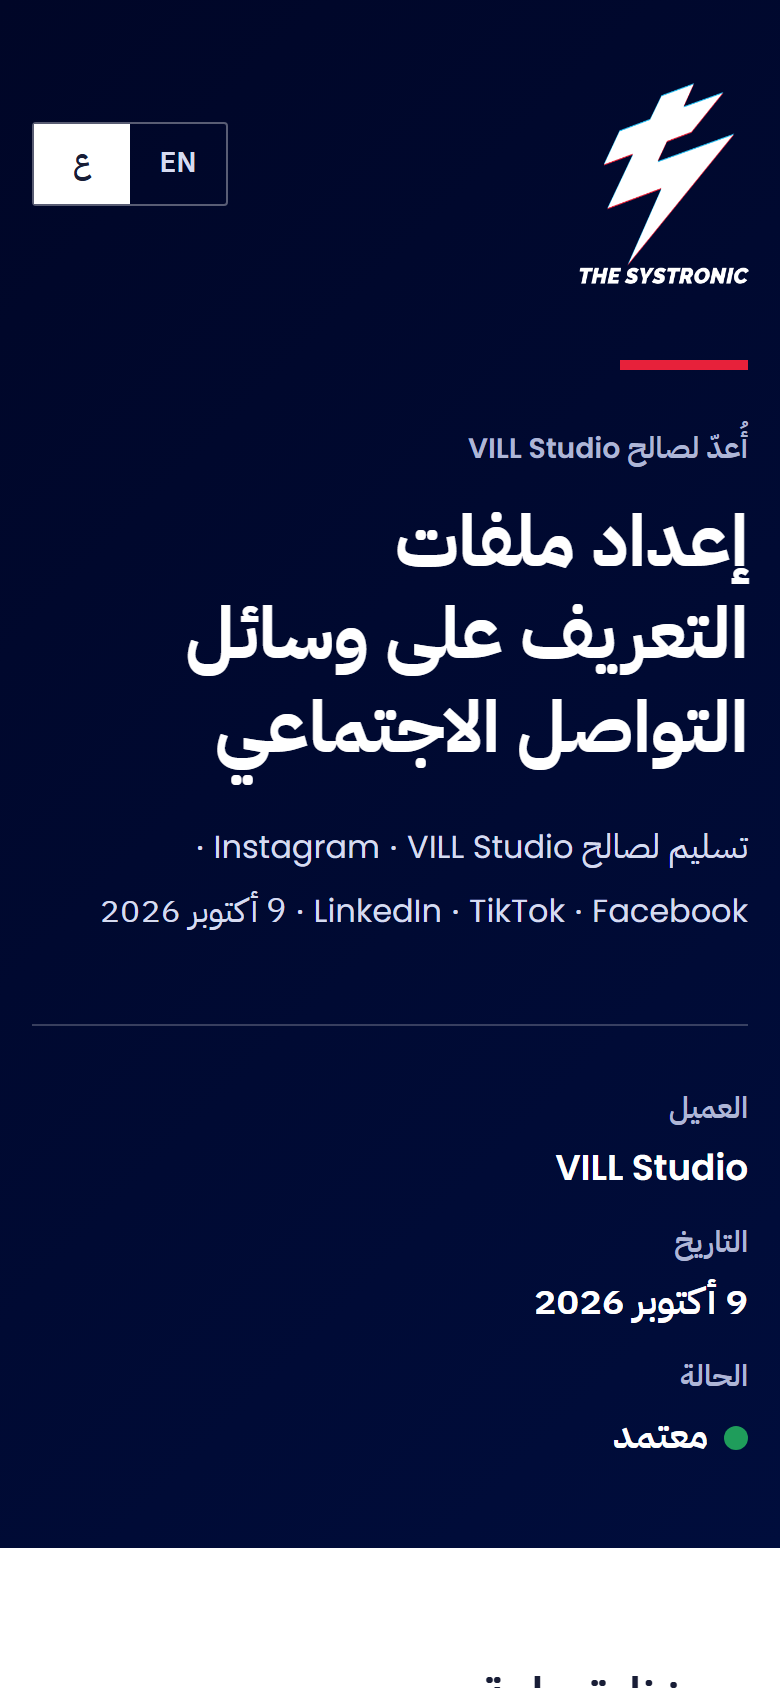 THE SYSTRONIC
EN
ع
أُعدّ لصالح VILL Studio
إعداد ملفات
التعريف على وسائل
التواصل الاجتماعي
تسليم لصالح VILL Studio · Instagram ·
Facebook · TikTok · LinkedIn · 9 أكتوبر 2026
العميل
VILL Studio
التاريخ
9 أكتوبر 2026
الحالة
معتمد